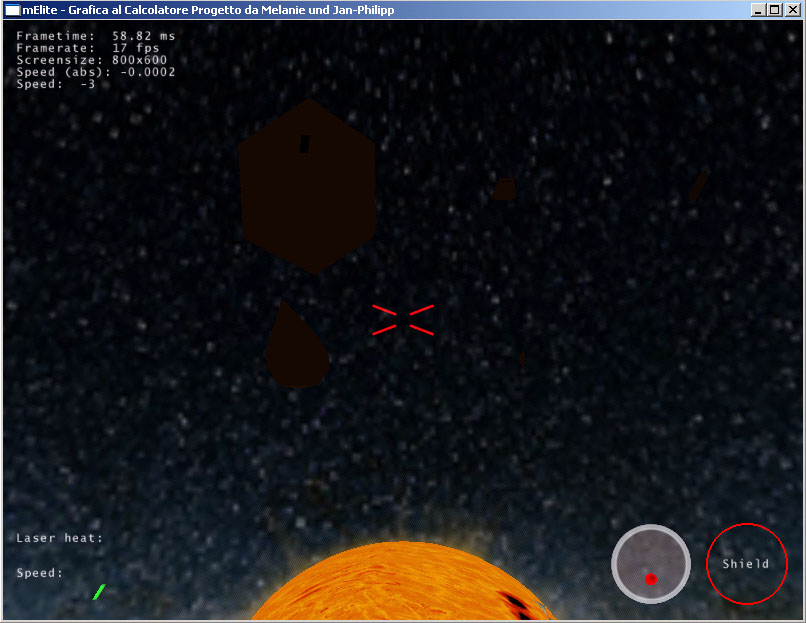 mElite - Grafica al Calcolatore Progetto da Melanie und Jan-Philipp
Frametime: 58.82 ms
Framerate: 17 fps
Screensize: 800x600
Speed (abs): -0.0002
Speed: -3
Laser heat:
Shield
Speed: